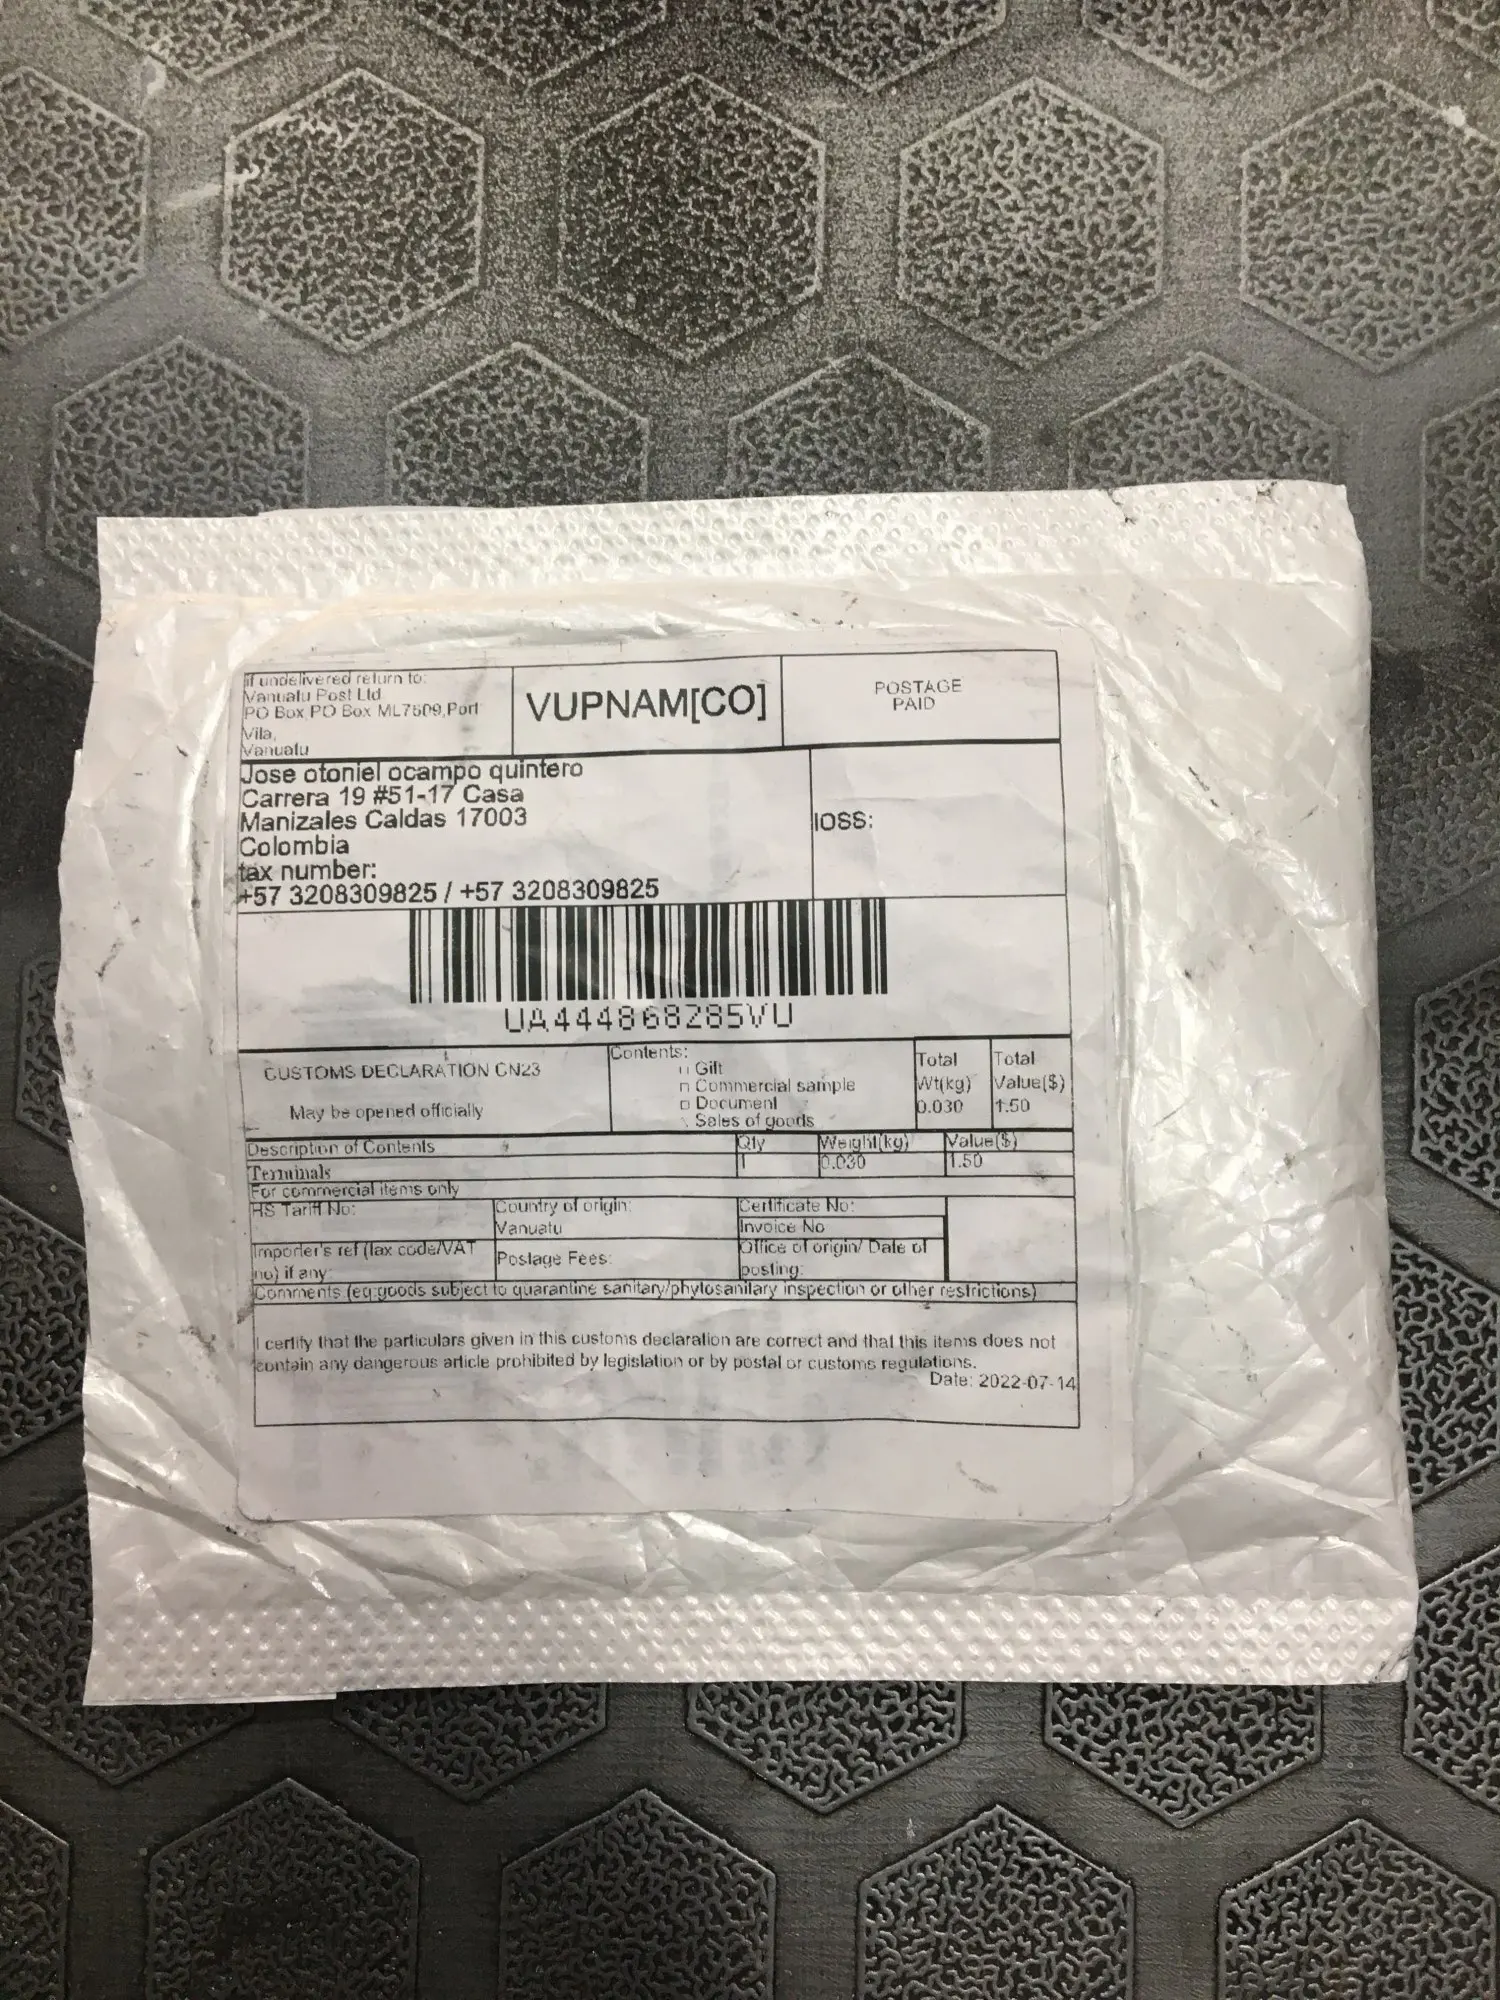 If undelivered return to:
Vanuatu Post Ltd
PO Box, PO Box ML7509, Port
Vila,
Vanuatu
VUPNAM[CO]
POSTAGE
PAID
Jose otoniel ocampo quintero
Carrera 19 #51-17 Casa
Manizales Caldas 17003
Colombia
tax number:
+57 3208309825 / +57 3208309825
IOSS:
UA444868285VU
CUSTOMS DECLARATION CN23
May be opened officially
Contents:
Gift
Commercial sample
Document
Sales of goods
Total
Wt(kg)
0.030
Total
Value($)
1.50
Description of Contents Qty Weight(kg) Value($)
Terminals 1 0.030 1.50
For commercial items only
HS Tariff No:
Country of origin:
Vanuatu
Certificate No:
Invoice No
Importer's ref (tax code/VAT
no) if any:
Postage Fees:
Office of origin/ Date of
posting:
Comments (eg:goods subject to quarantine sanitary/phytosanitary inspection or other restrictions)
I certify that the particulars given in this customs declaration are correct and that this items does not
contain any dangerous article prohibited by legislation or by postal or customs regulations.
Date: 2022-07-14